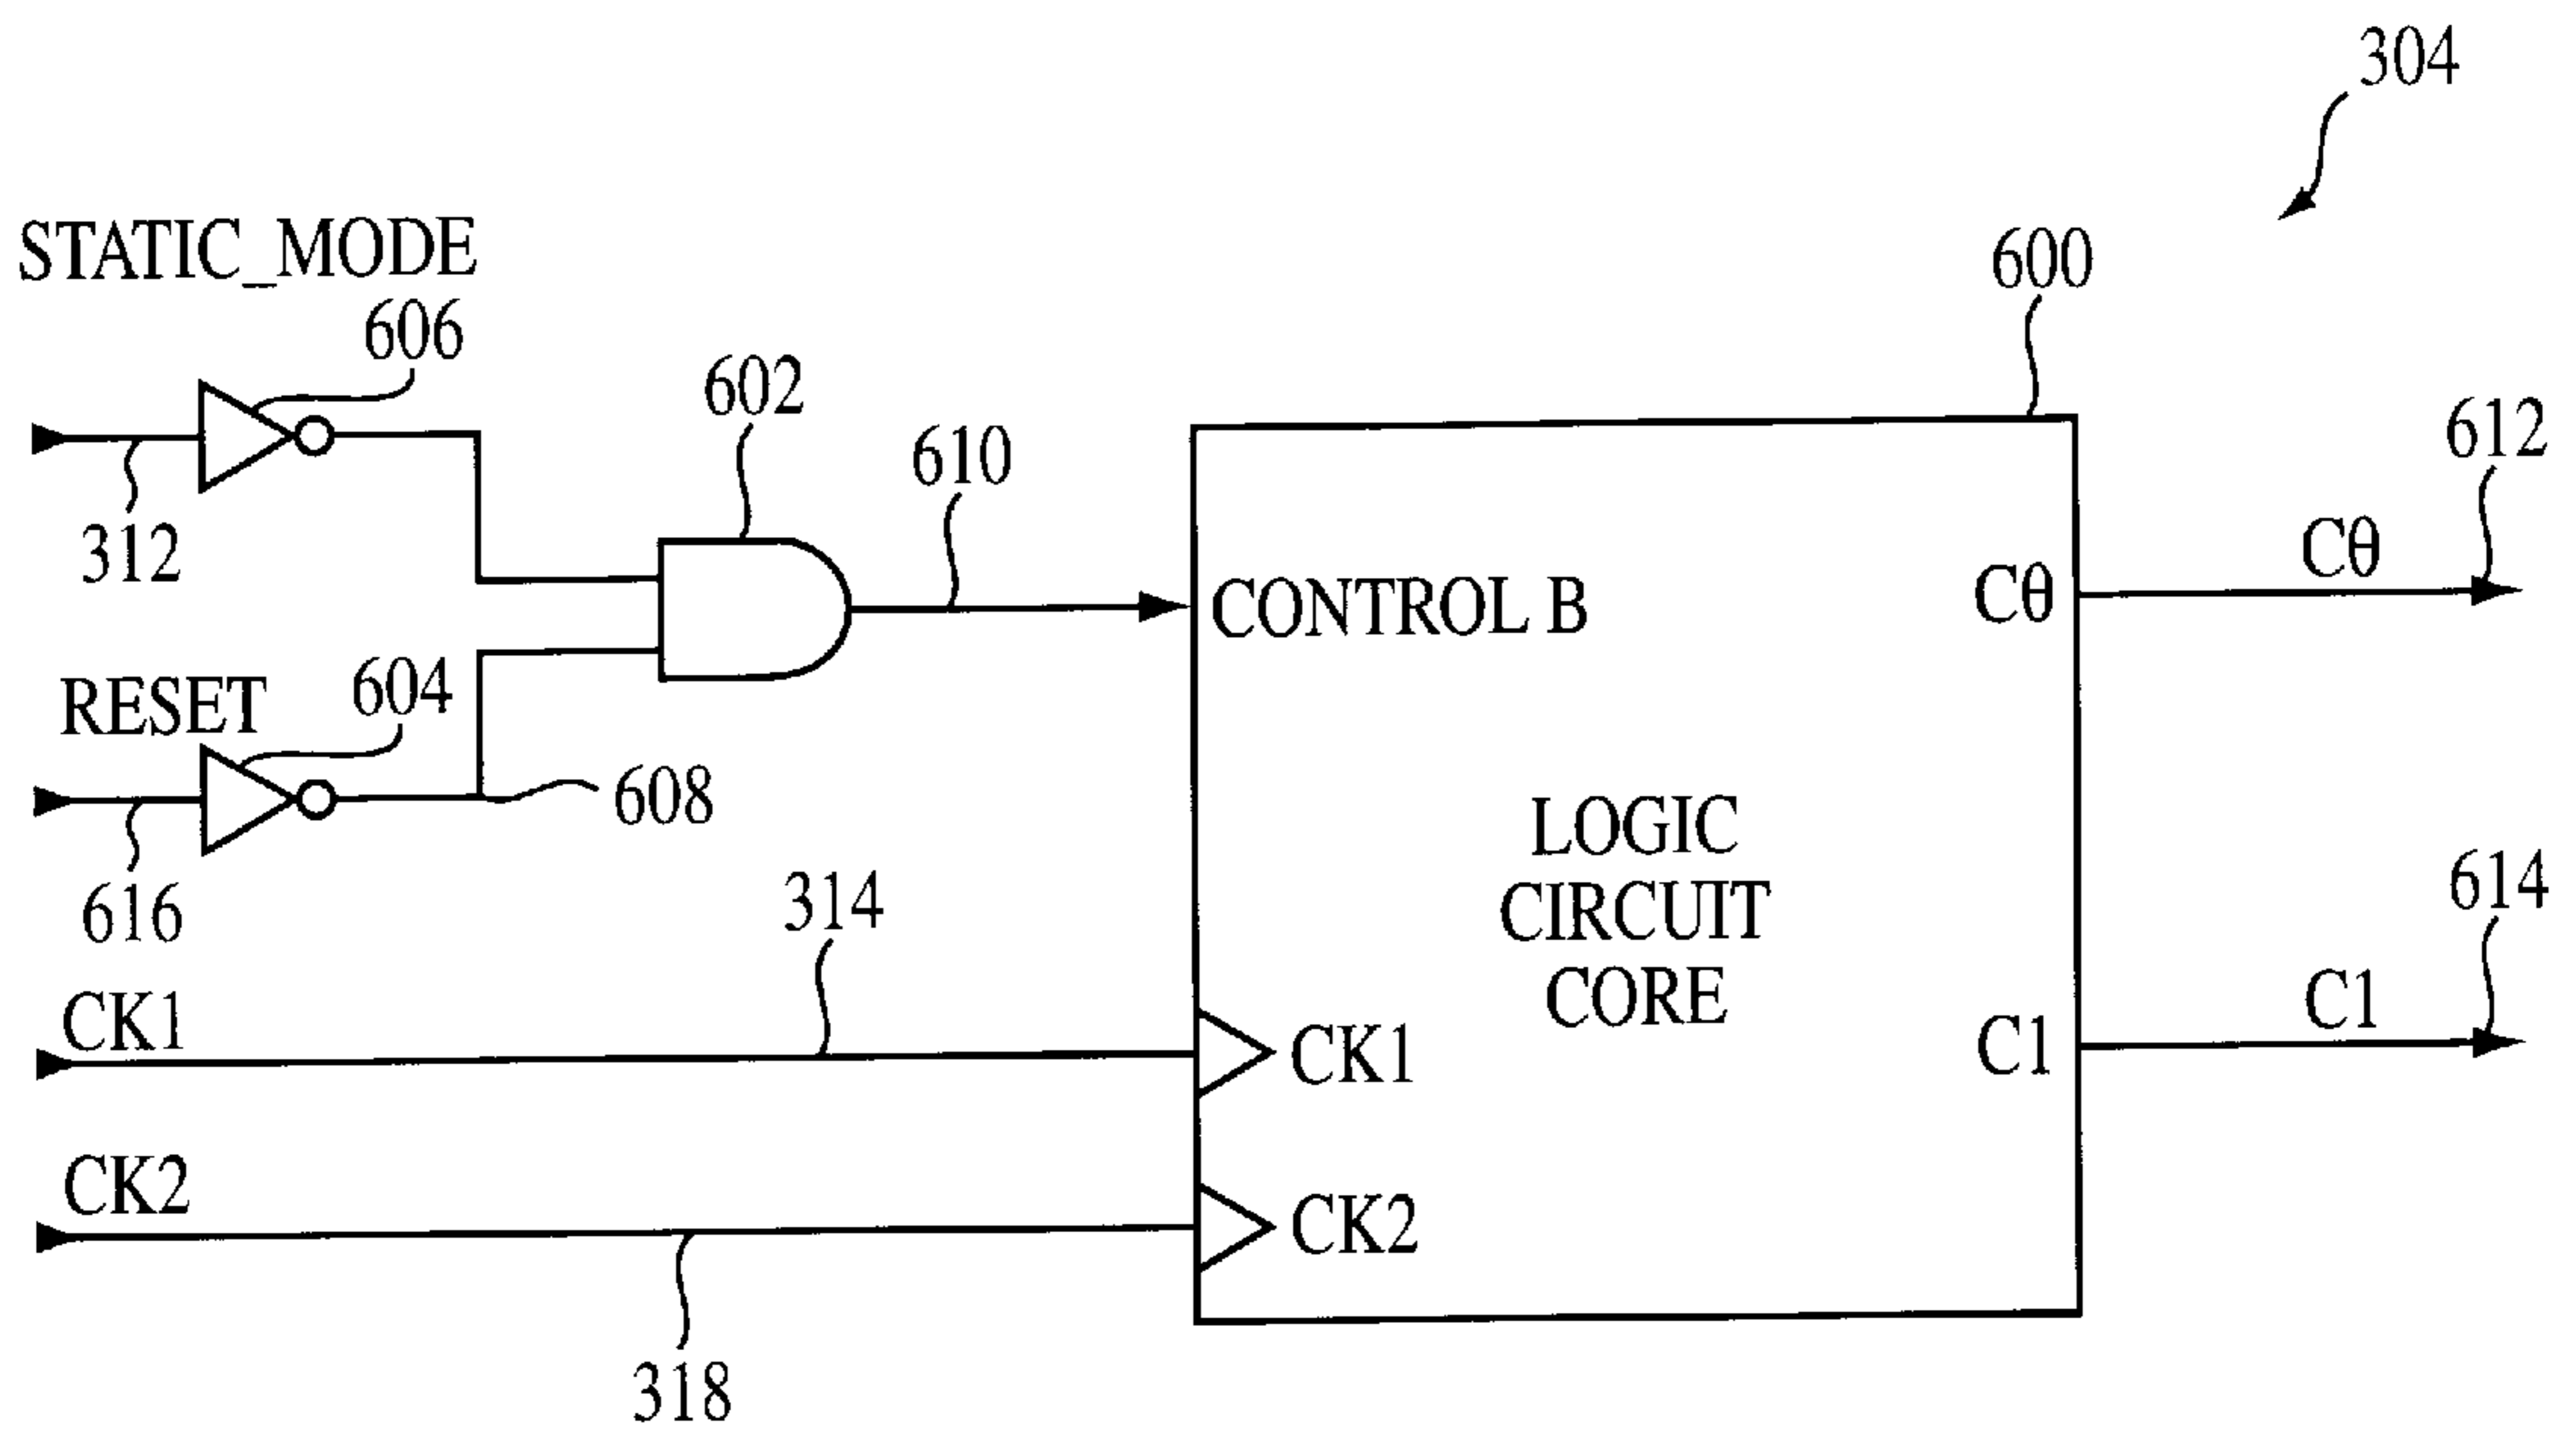 304
STATIC_MODE
600
606
602
612
610
312
Cθ
CONTROL B
Cθ
RESET
604
608
LOGIC
CIRCUIT
CORE
616
314
614
CK1
C1
CK1
C1
CK2
CK2
318